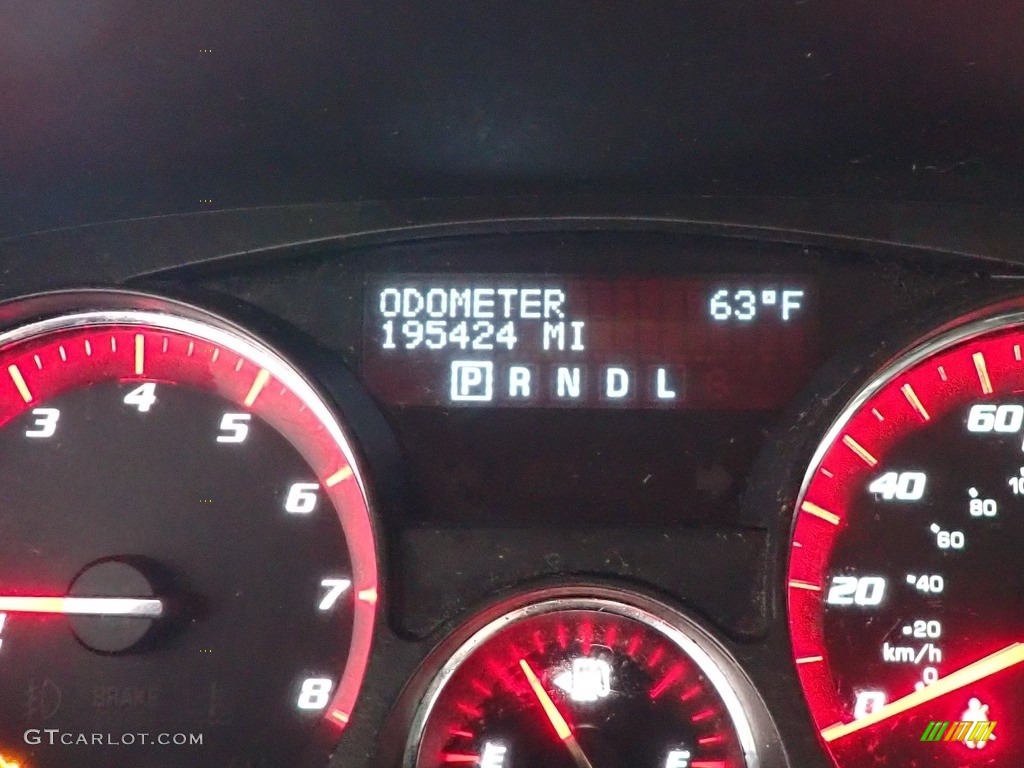 ODOMETER 63°F
195424 MI
P R N D L
3 4 5 6 7 8
60
40
20
0
80
60
40
20
km/h
0
E F
BRAKE
GTCARLOT.COM